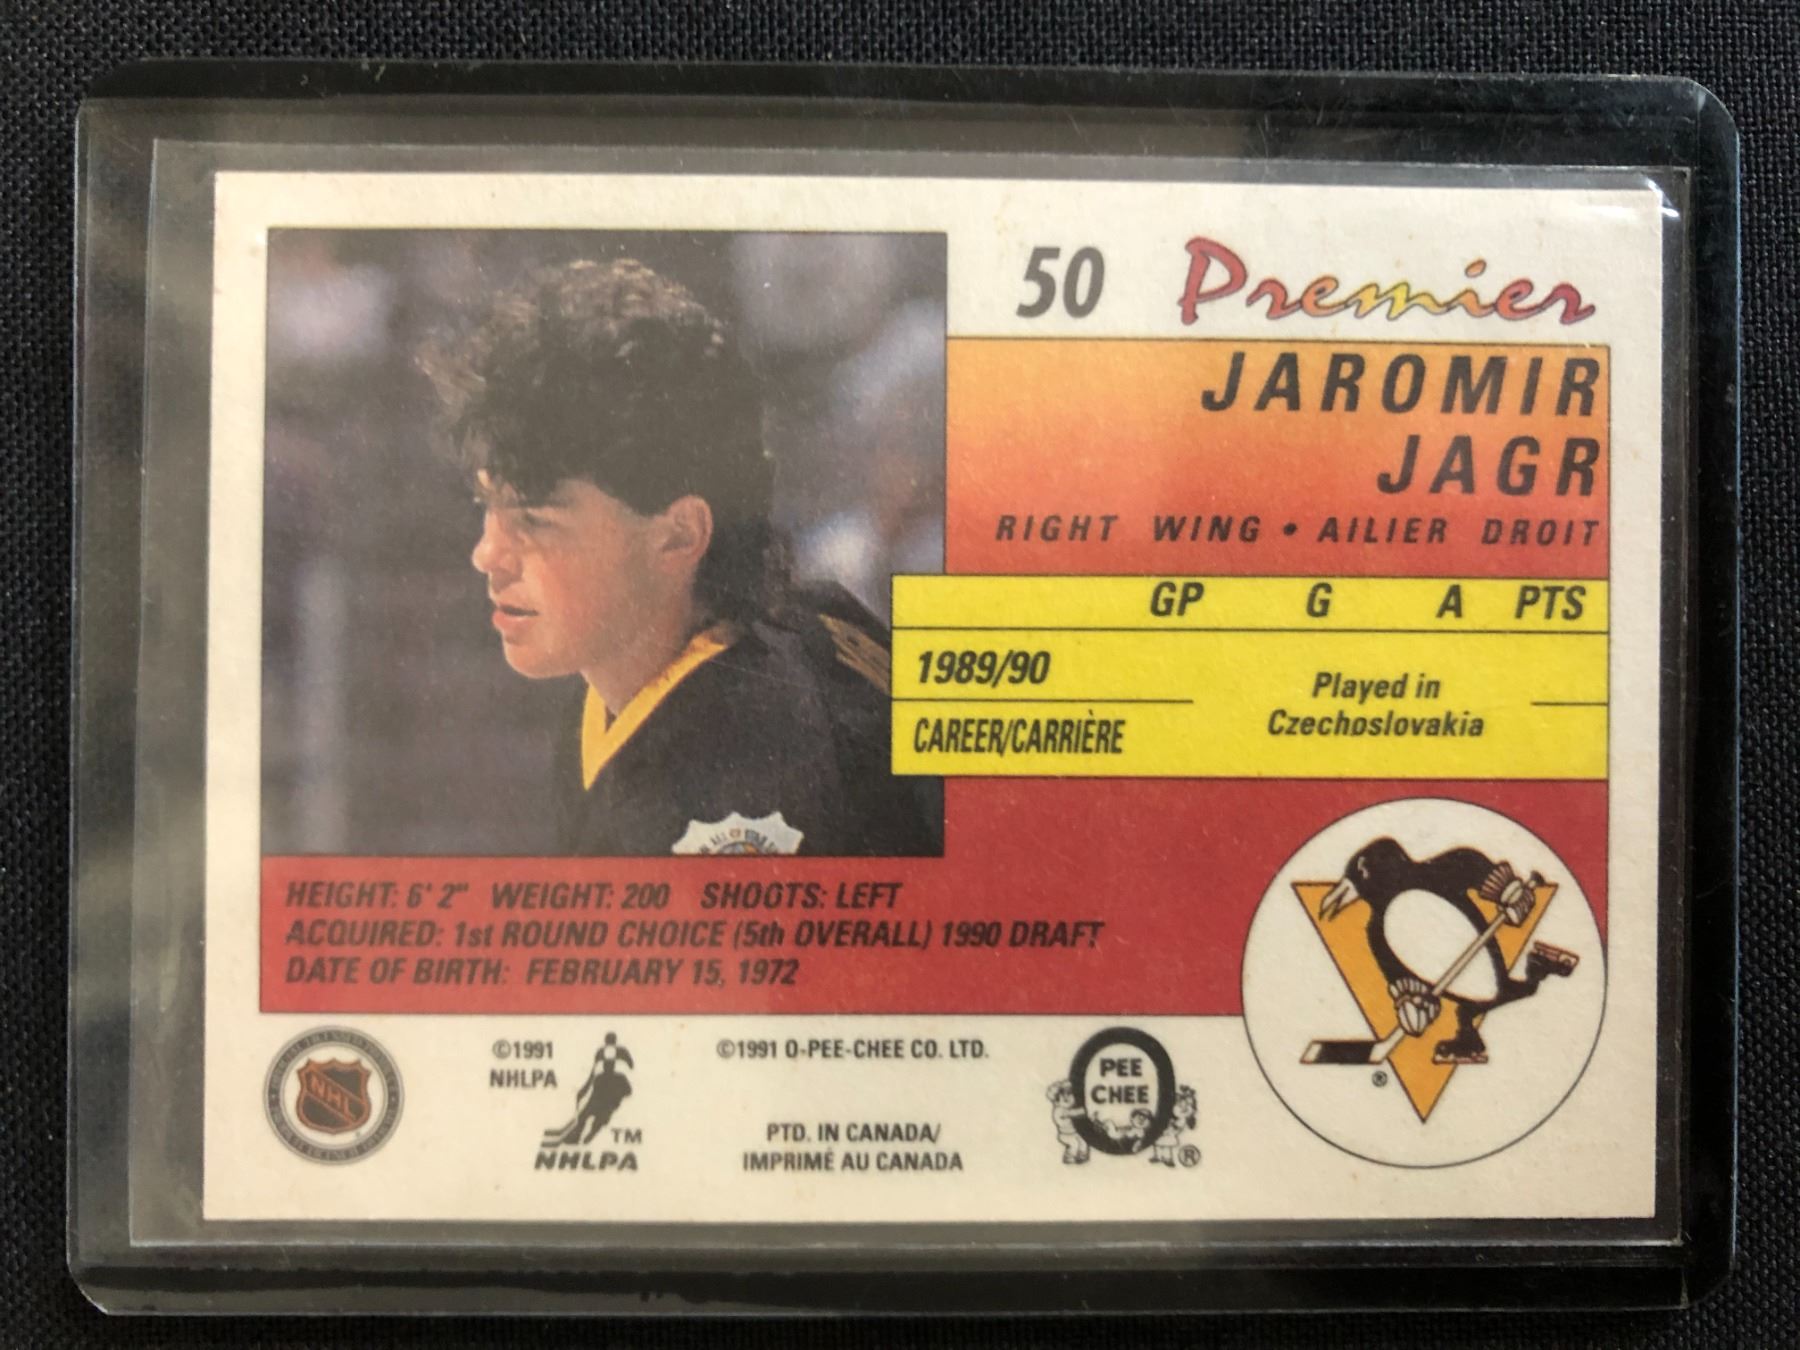 50 Premier
JAROMIR
JAGR
RIGHT WING • AILIER DROIT
GP G A PTS
1989/90
CAREER/CARRIÈRE
Played in
Czechoslovakia
HEIGHT: 6' 2" WEIGHT: 200 SHOOTS: LEFT
ACQUIRED: 1st ROUND CHOICE (5th OVERALL) 1990 DRAFT
DATE OF BIRTH: FEBRUARY 15, 1972
NHL
©1991
NHLPA
TM
NHLPA
©1991 O-PEE-CHEE CO. LTD.
PTD. IN CANADA/
IMPRIMÉ AU CANADA
O
PEE
CHEE
®
®